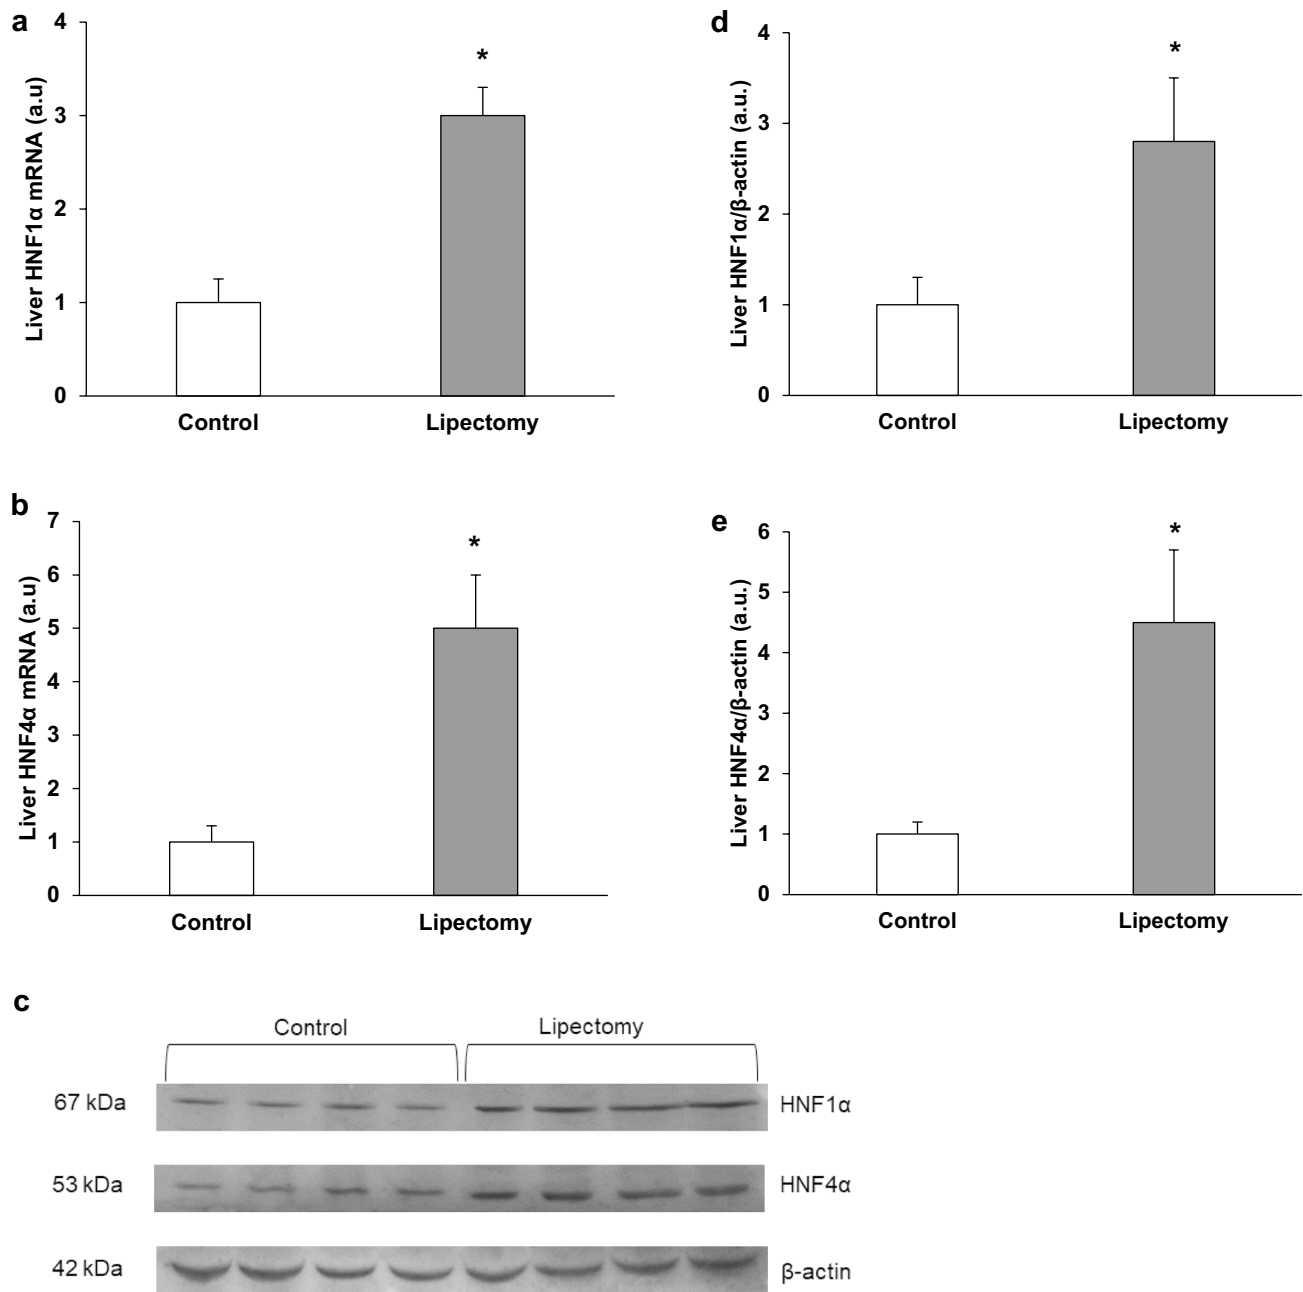 a
Liver HNF1α mRNA (a.u)
4
3
2
1
0
*
Control
Lipectomy
d
Liver HNF1α/β-actin (a.u.)
4
3
2
1
0
*
Control
Lipectomy
b
Liver HNF4α mRNA (a.u)
7
6
5
4
3
2
1
0
*
Control
Lipectomy
e
Liver HNF4α/β-actin (a.u.)
6
5
4
3
2
1
0
*
Control
Lipectomy
c
Control
Lipectomy
67 kDa
HNF1α
53 kDa
HNF4α
42 kDa
β-actin